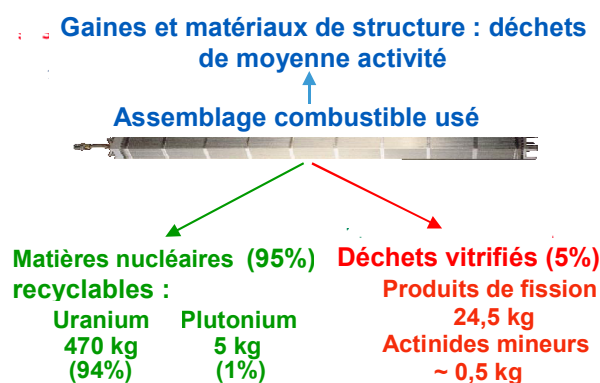 Gaines et matériaux de structure : déchets
de moyenne activité
Assemblage combustible usé
Matières nucléaires (95%)
recyclables :
Uranium
470 kg
(94%)
Plutonium
5 kg
(1%)
Déchets vitrifiés (5%)
Produits de fission
24,5 kg
Actinides mineurs
~ 0,5 kg